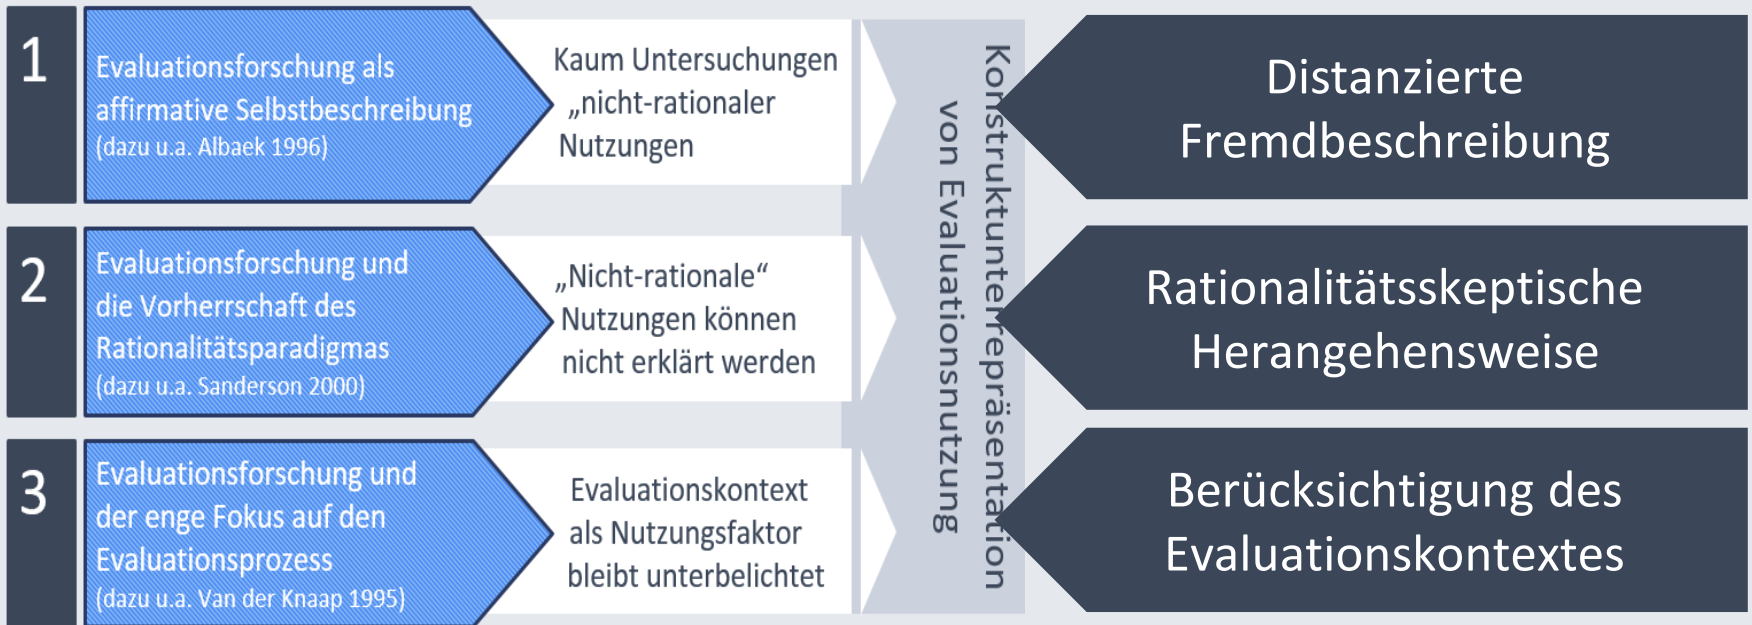 1
Evaluationsforschung als
affirmative Selbstbeschreibung
(dazu u.a. Albaek 1996)
Kaum Untersuchungen
„nicht-rationaler
Nutzungen
2
Evaluationsforschung und
die Vorherrschaft des
Rationalitätsparadigmas
(dazu u.a. Sanderson 2000)
„Nicht-rationale“
Nutzungen können
nicht erklärt werden
3
Evaluationsforschung und
der enge Fokus auf den
Evaluationsprozess
(dazu u.a. Van der Knaap 1995)
Evaluationskontext
als Nutzungsfaktor
bleibt unterbelichtet
Konstruktunterrepräsentation
von Evaluationsnutzung
Distanzierte
Fremdbeschreibung
Rationalitätsskeptische
Herangehensweise
Berücksichtigung des
Evaluationskontextes